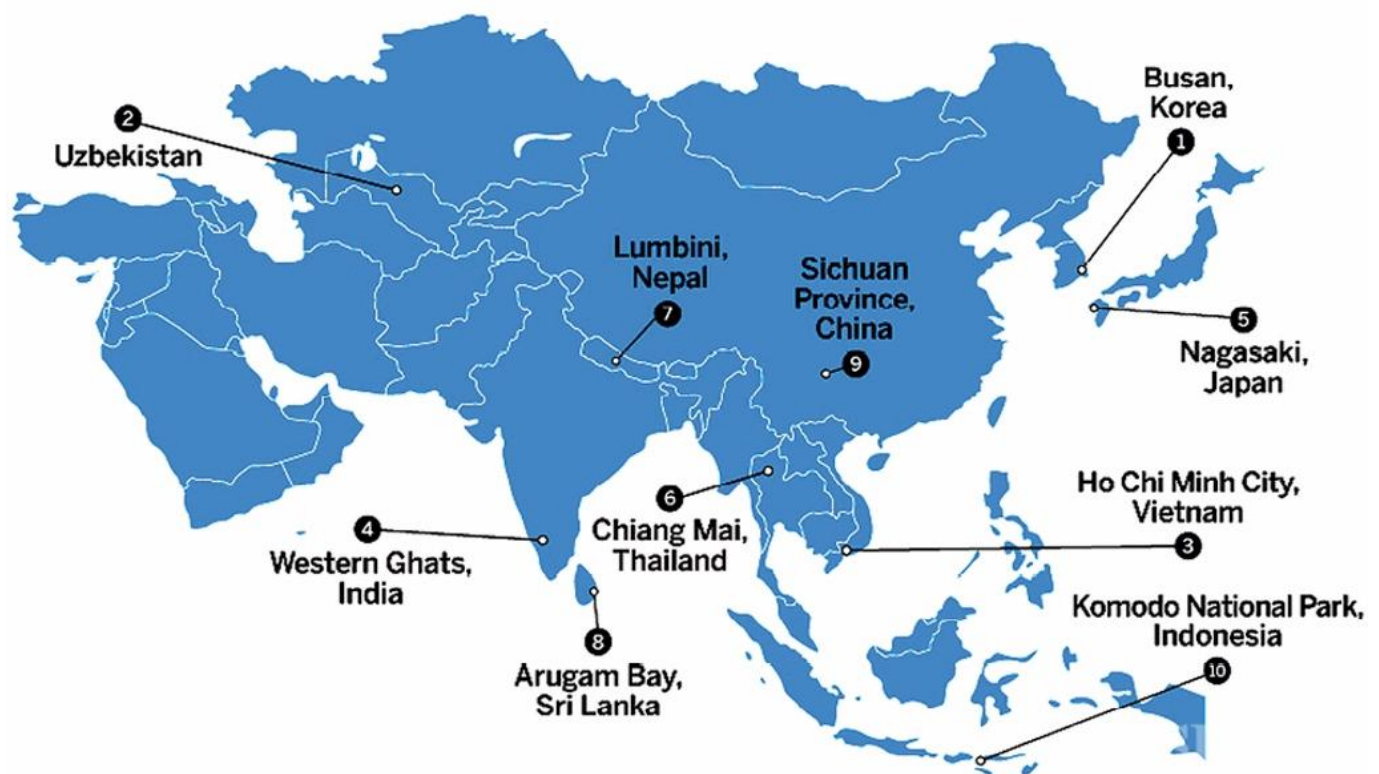 Busan,
Korea
1
2
Uzbekistan
Lumbini,
Nepal
7
Sichuan
Province,
China
9
5
Nagasaki,
Japan
6
Chiang Mai,
Thailand
Ho Chi Minh City,
Vietnam
3
4
Western Ghats,
India
8
Arugam Bay,
Sri Lanka
Komodo National Park,
Indonesia
10